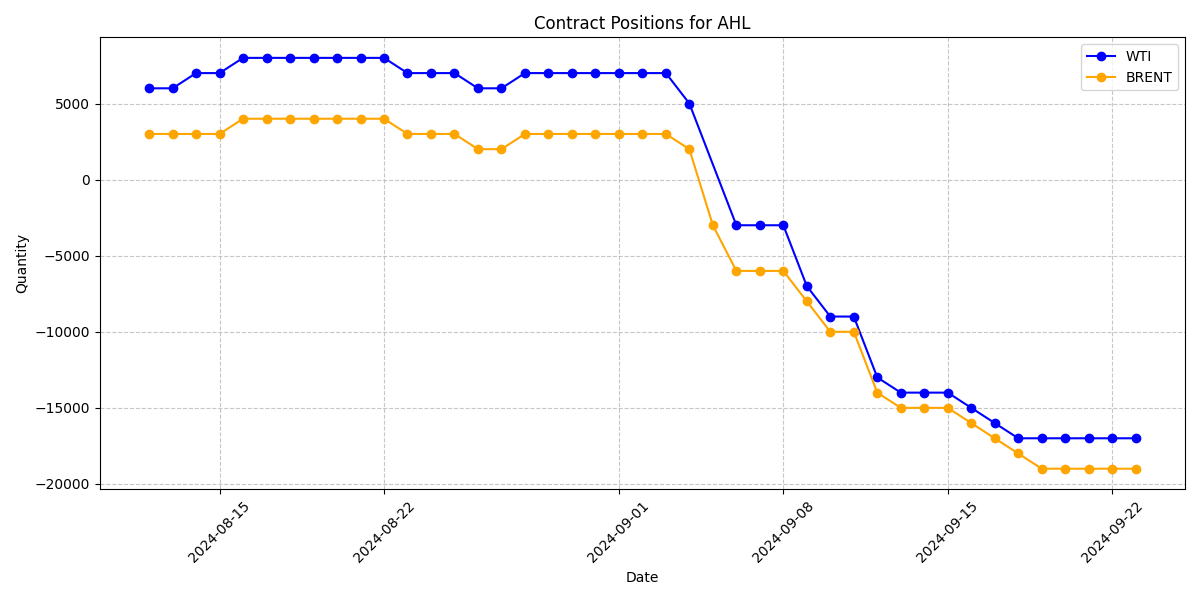 Contract Positions for AHL
WTI
BRENT
Quantity
5000
0
−5000
−10000
−15000
−20000
2024-08-15
2024-08-22
2024-09-01
2024-09-08
2024-09-15
2024-09-22
Date